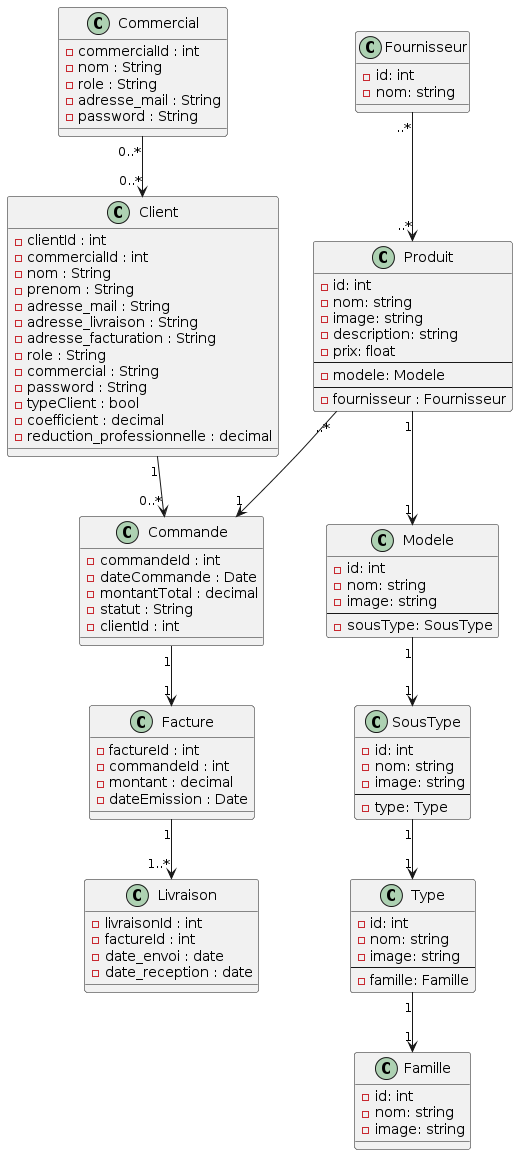 C Commercial
commercialId : int
nom : String
role : String
adresse_mail : String
password : String
C Fournisseur
id: int
nom: string
0..*
0..*
..*
..*
C Client
clientId : int
commercialId : int
nom : String
prenom : String
adresse_mail : String
adresse_livraison : String
adresse_facturation : String
role : String
commercial : String
password : String
typeClient : bool
coefficient : decimal
reduction_professionnelle : decimal
C Produit
id: int
nom: string
image: string
description: string
prix: float
modele: Modele
fournisseur : Fournisseur
1
0..*
..*
1
1
1
C Commande
commandeId : int
dateCommande : Date
montantTotal : decimal
statut : String
clientId : int
C Modele
id: int
nom: string
image: string
sousType: SousType
1
1
1
1
C Facture
factureId : int
commandeId : int
montant : decimal
dateEmission : Date
C SousType
id: int
nom: string
image: string
type: Type
1
1..*
1
1
C Livraison
livraisonId : int
factureId : int
date_envoi : date
date_reception : date
C Type
id: int
nom: string
image: string
famille: Famille
1
1
C Famille
id: int
nom: string
image: string